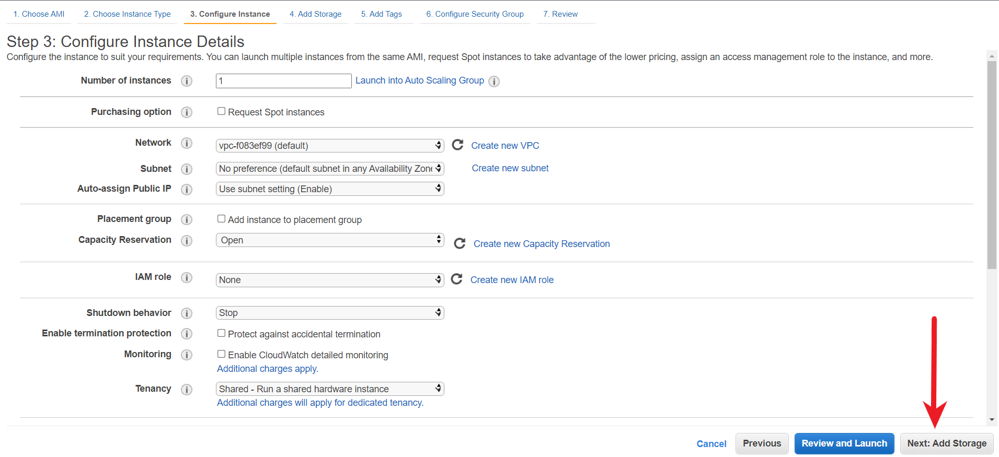 1. Choose AMI 2. Choose Instance Type 3. Configure Instance 4. Add Storage 5. Add Tags 6. Configure Security Group 7. Review
Step 3: Configure Instance Details
Configure the instance to suit your requirements. You can launch multiple instances from the same AMI, request Spot instances to take advantage of the lower pricing, assign an access management role to the instance, and more.
Number of instances i 1 Launch into Auto Scaling Group i
Purchasing option i Request Spot instances
Network i vpc-f083ef99 (default) Create new VPC
Subnet i No preference (default subnet in any Availability Zone Create new subnet
Auto-assign Public IP i Use subnet setting (Enable)
Placement group i Add instance to placement group
Capacity Reservation i Open Create new Capacity Reservation
IAM role i None Create new IAM role
Shutdown behavior i Stop
Enable termination protection i Protect against accidental termination
Monitoring i Enable CloudWatch detailed monitoring
Additional charges apply.
Tenancy i Shared - Run a shared hardware instance
Additional charges will apply for dedicated tenancy.
Cancel Previous Review and Launch Next: Add Storage